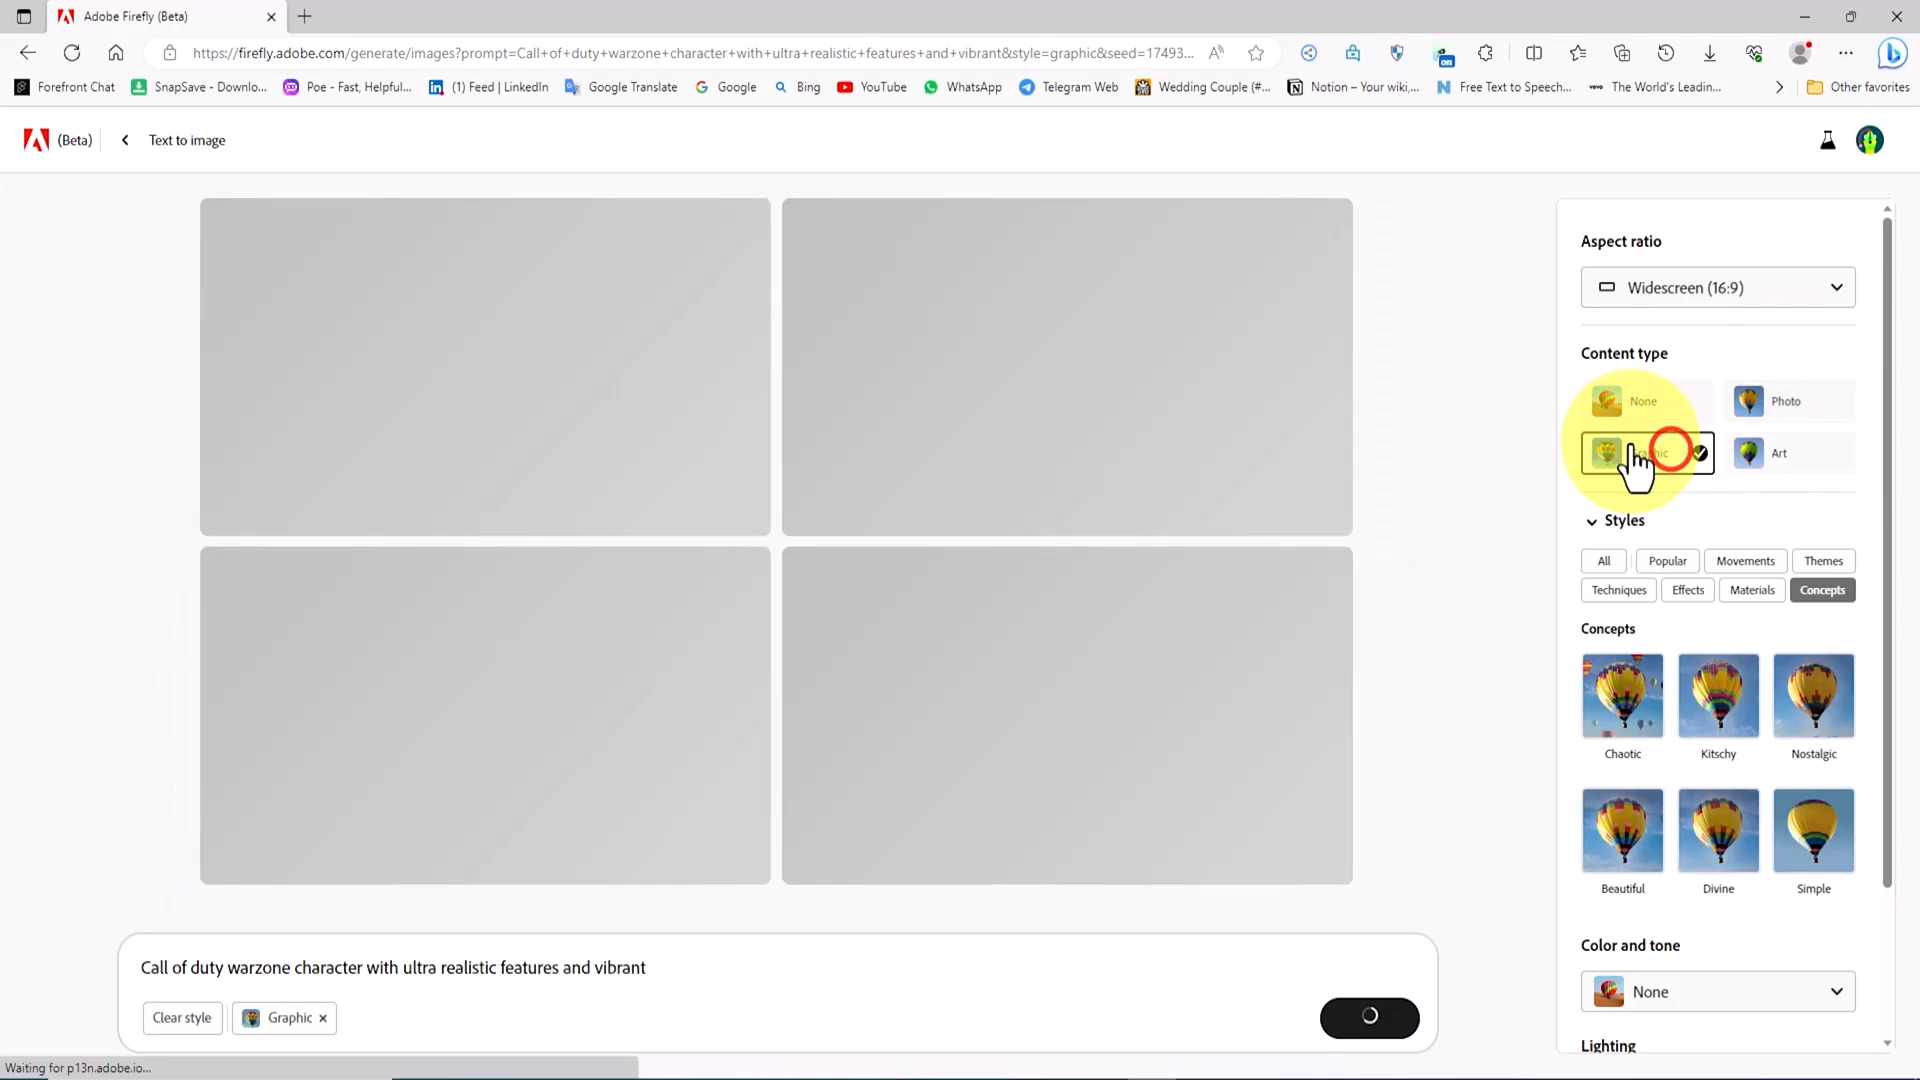 Adobe Firefly (Beta)
https://firefly.adobe.com/generate/images?prompt=Call+of+duty+warzone+character+with+ultra+realistic+features+and+vibrant&style=graphic&seed=17493...
on
Forefront Chat
SnapSave - Downlo...
Poe - Fast, Helpful...
(1) Feed | LinkedIn
Google Translate
Google
Bing
YouTube
WhatsApp
Telegram Web
Wedding Couple (#...
Notion – Your wiki,...
Free Text to Speech...
The World's Leadin...
Other favorites
(Beta)
Text to image
Aspect ratio
Widescreen (16:9)
Content type
None
Photo
Art
Styles
All
Popular
Movements
Themes
Techniques
Effects
Materials
Concepts
Concepts
Chaotic
Kitschy
Nostalgic
Beautiful
Divine
Simple
Color and tone
None
Lighting
Call of duty warzone character with ultra realistic features and vibrant
Clear style
Graphic
Waiting for p13n.adobe.io...